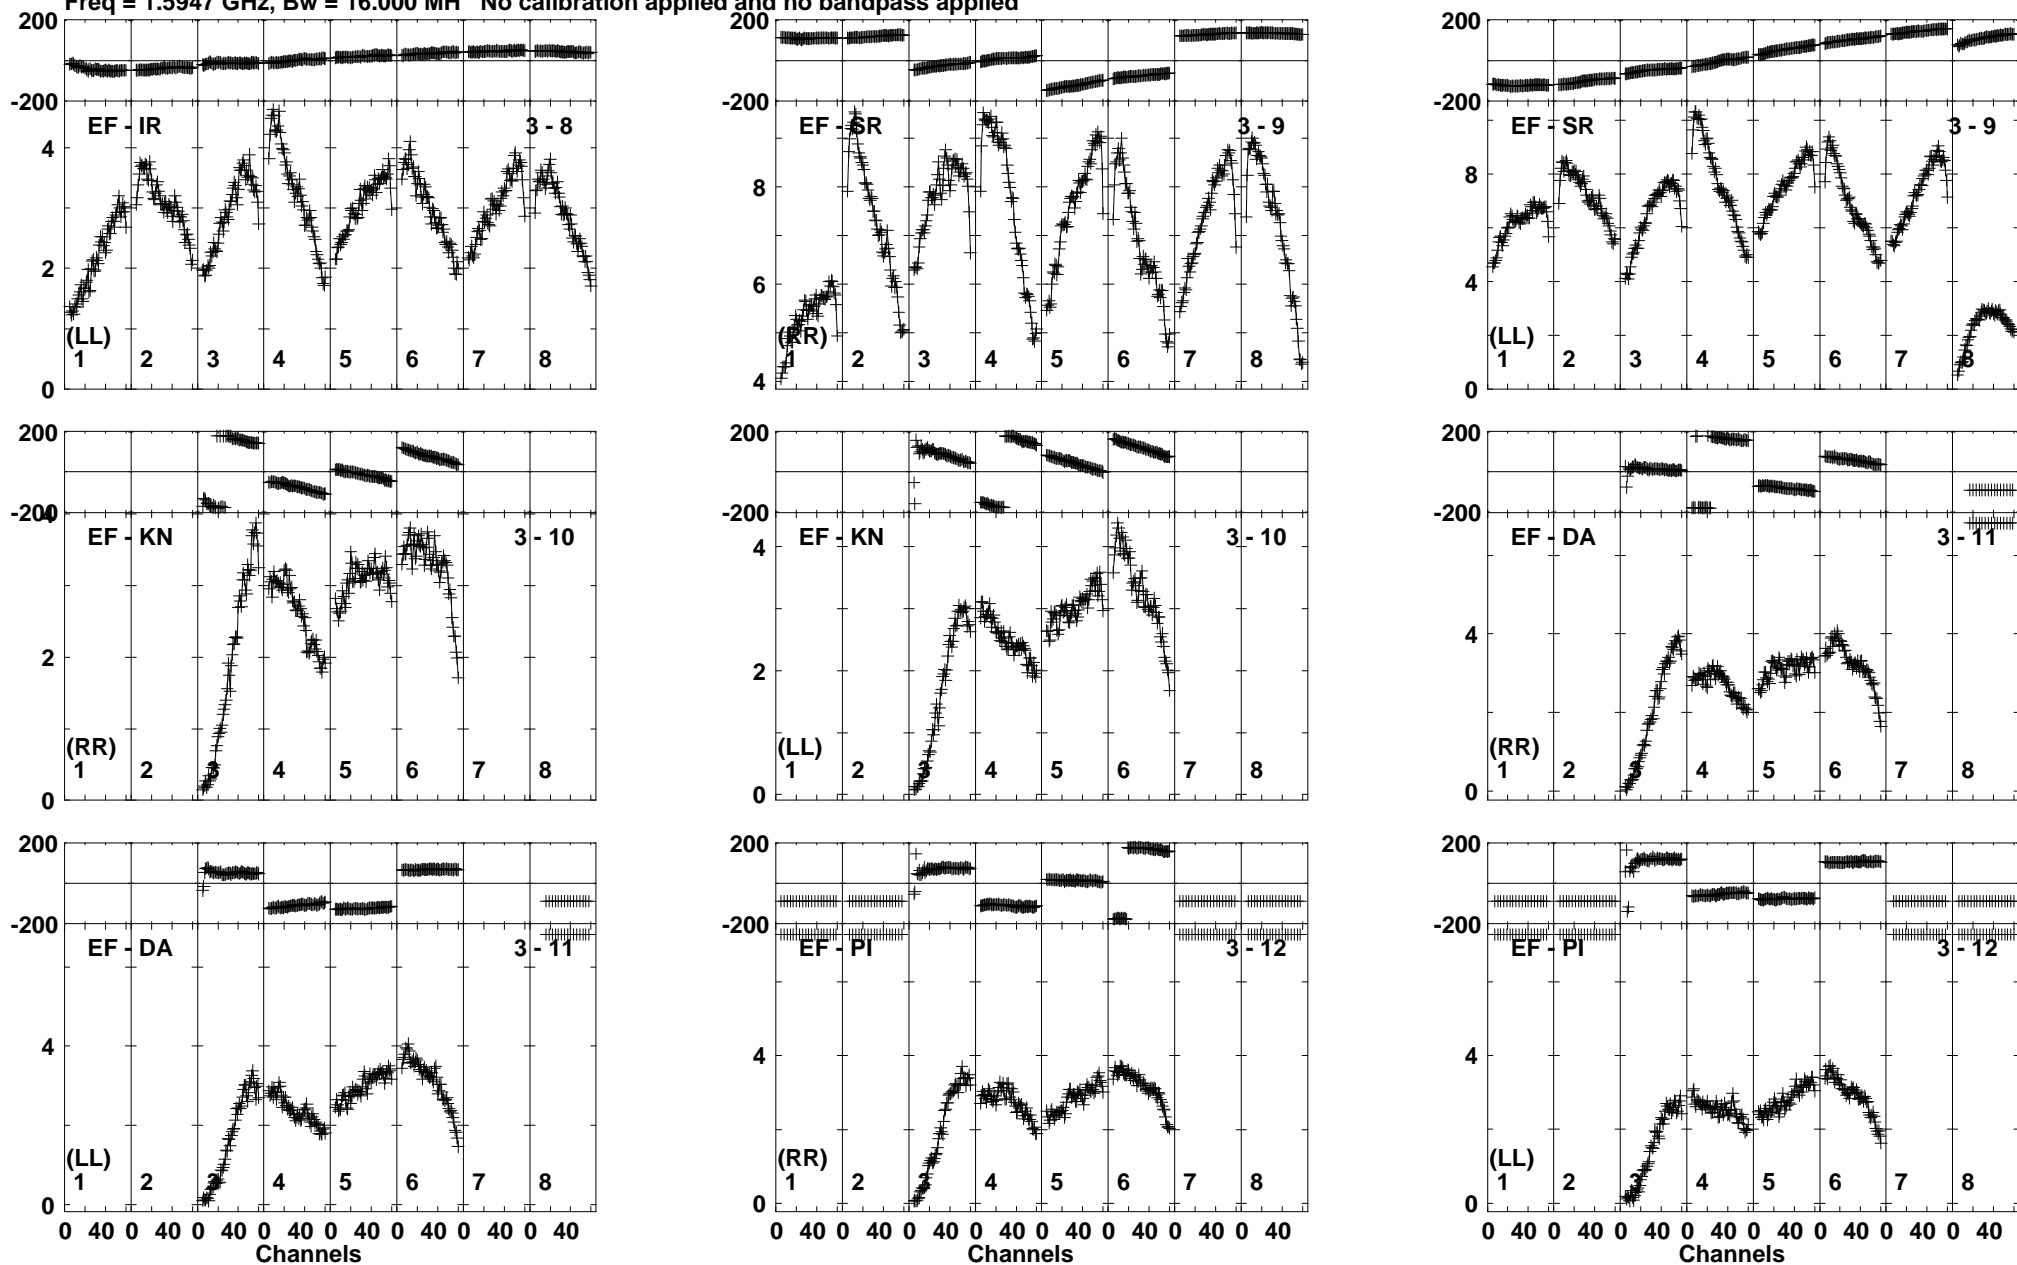 Freq = 1.5947 GHz, Bw = 16.000 MH No calibration applied and no bandpass applied
200 200 200
-200 -200 -200
EF - IR 3 - 8 EF - SR 3 - 9 EF - SR 3 - 9
4 8 8
2 6 4
(LL) (RR) (LL)
1 2 3 4 5 6 7 8 1 2 3 4 5 6 7 8 1 2 3 4 5 6 7 8
0 4 0
200 200 200
-200 -200 -200
4
EF - KN 3 - 10 EF - KN 3 - 10 EF - DA 3 - 11
4
2 2 4
(RR) (LL) (RR)
1 2 3 4 5 6 7 8 1 2 3 4 5 6 7 8 1 2 3 4 5 6 7 8
0 0 0
200 200 200
-200 -200 -200
EF - DA 3 - 11 EF - PI 3 - 12 EF - PI 3 - 12
4 4 4
(LL) (RR) (LL)
1 2 3 4 5 6 7 8 1 2 3 4 5 6 7 8 1 2 3 4 5 6 7 8
0 0 0
0 40 0 40 0 40 0 40 0 40 0 40 0 40 0 40 0 40 0 40 0 40 0 40 0 40 0 40 0 40 0 40 0 40 0 40 0 40 0 40 0 40 0 40 0 40 0 40
Channels Channels Channels